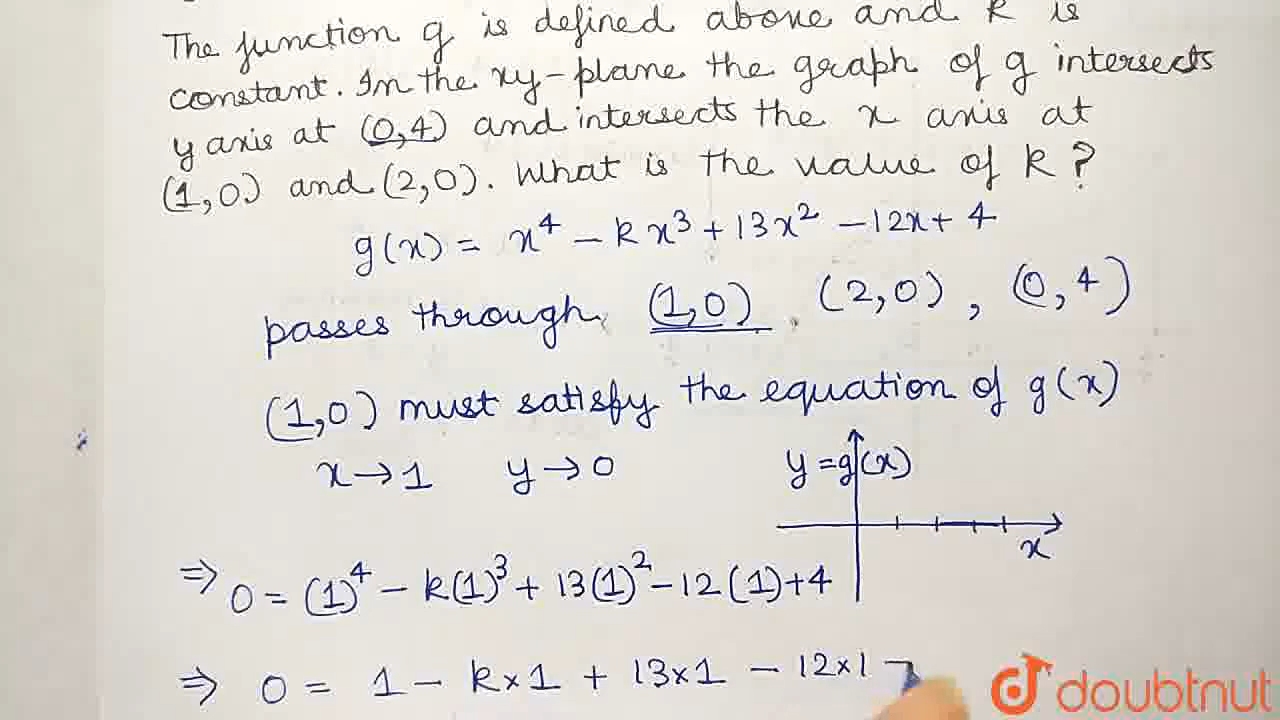 The function g is defined above and k is
constant. In the xy-plane the graph of g intersects
y axis at (0,4) and intersects the x axis at
(1,0) and (2,0). What is the value of k?
g(x) = x⁴ - kx³ + 13x² - 12x + 4
passes through (1,0), (2,0), (0,4)
(1,0) must satisfy the equation of g(x)
x → 1 y → 0
y = g(x)
x
⇒ 0 = (1)⁴ - k(1)³ + 13(1)² - 12(1) + 4
⇒ 0 = 1 - k×1 + 13×1 - 12×1
doubtnut